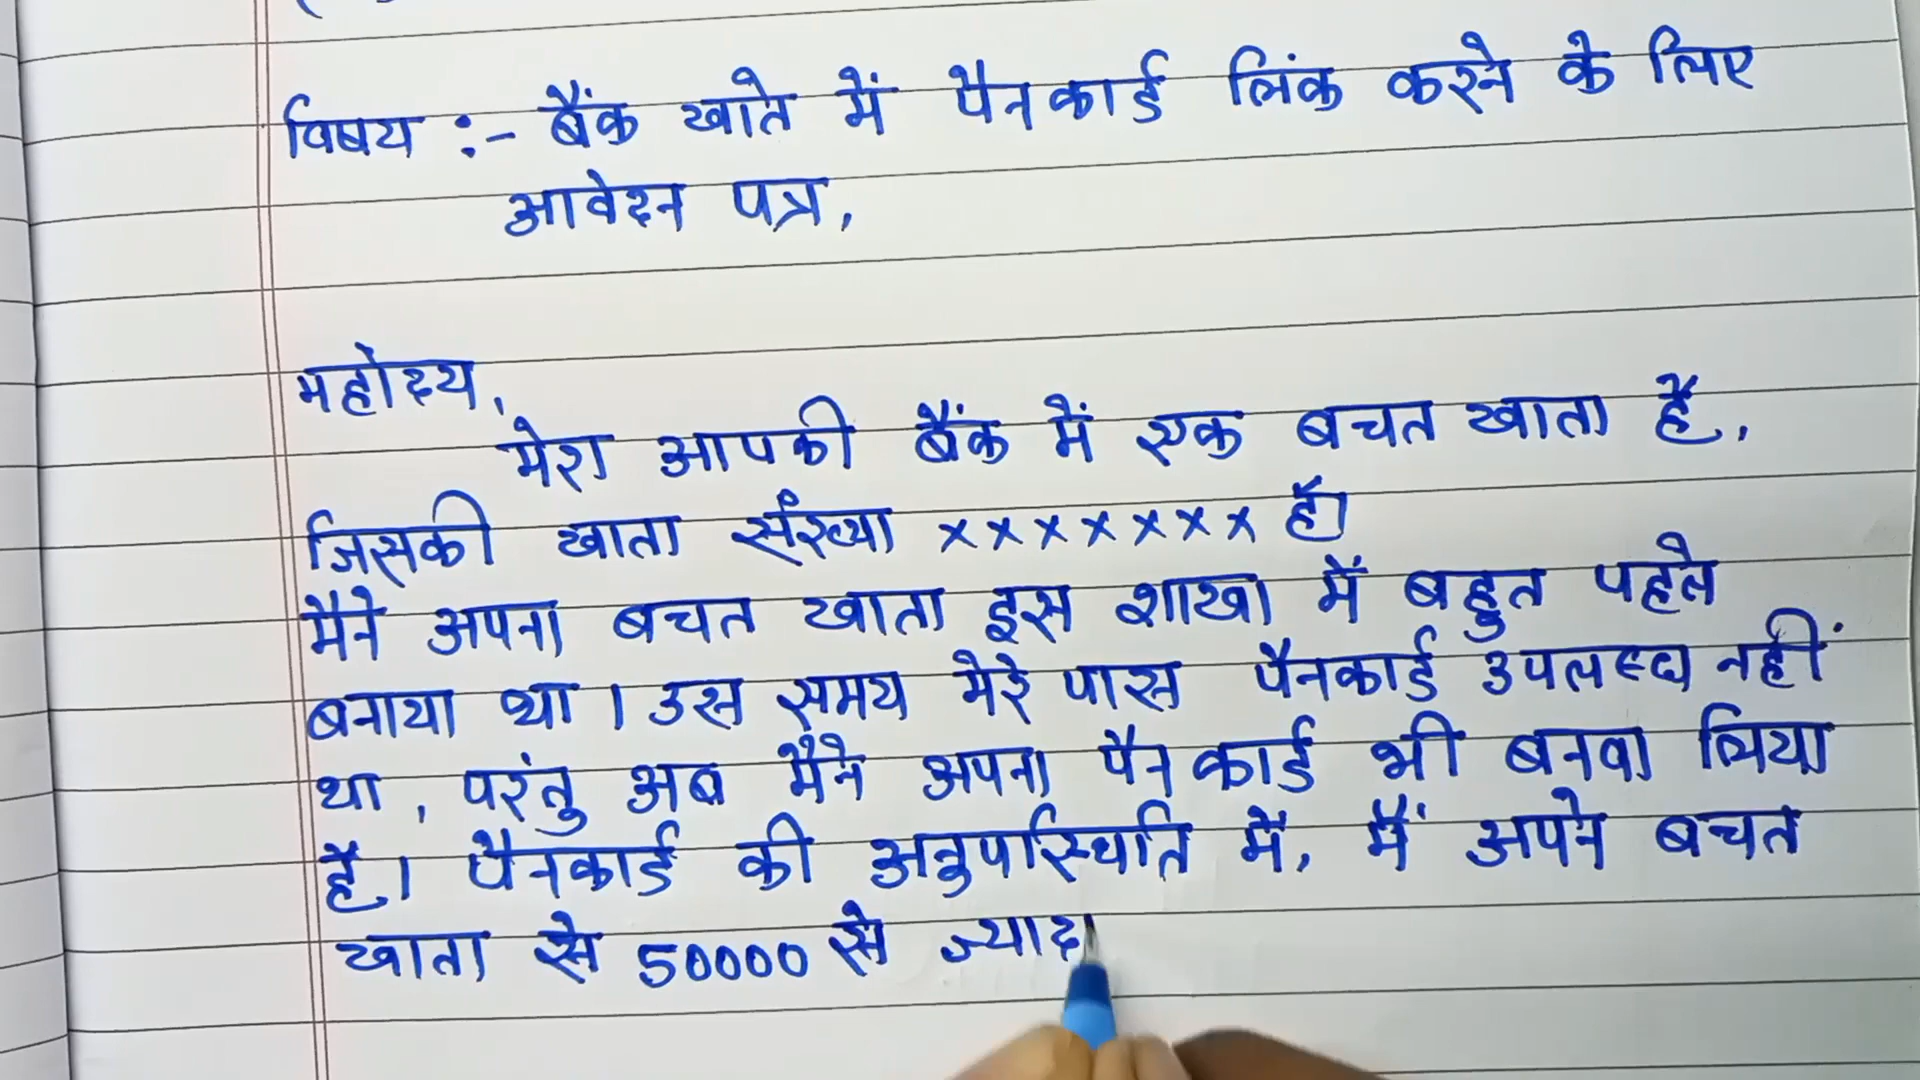 विषय :- बैंक खाते में पैनकार्ड लिंक करने के लिए
आवेदन पत्र,
महोदय,
मेरा आपकी बैंक में एक बचत खाता है,
जिसकी खाता संख्या ××××××× है।
मैने अपना बचत खाता इस शाखा में बहुत पहले
बनाया था। उस समय मेरे पास पैनकार्ड उपलब्ध नहीं
था, परंतु अब मैंने अपना पैनकार्ड भी बनवा लिया
है। पैनकार्ड की अनुपस्थिति में, मैं अपने बचत
खाता से 50000 से ज्याद